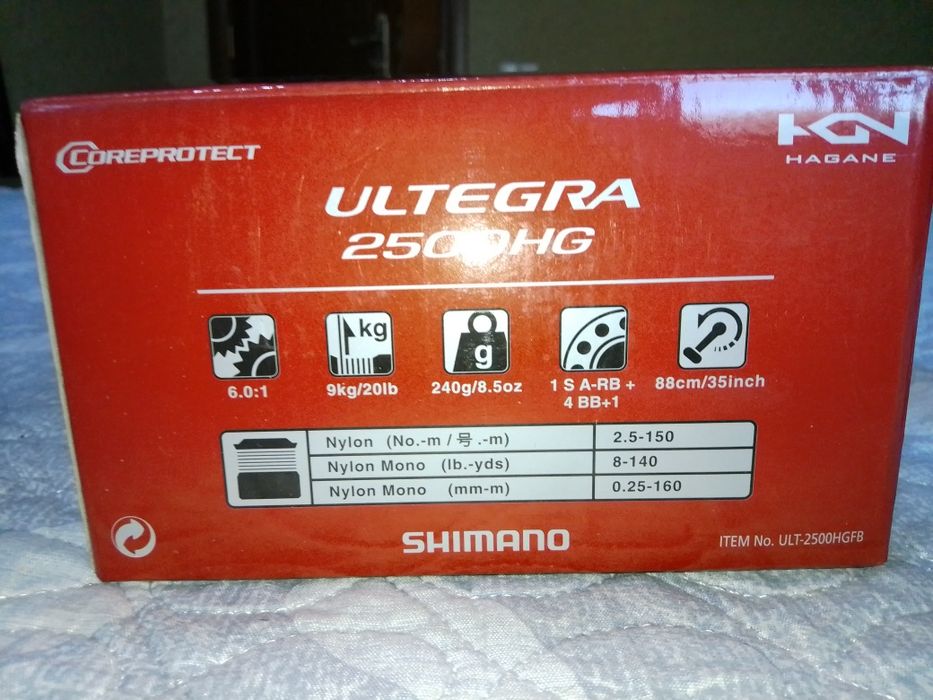 COREPROTECT
HGN
HAGANE
ULTEGRA
2500HG
kg
g
6.0:1
9kg/20lb
240g/8.5oz
1 S A-RB +
4 BB+1
88cm/35inch
Nylon (No.-m / 号.-m) 2.5-150
Nylon Mono (lb.-yds) 8-140
Nylon Mono (mm-m) 0.25-160
SHIMANO
ITEM No. ULT-2500HGFB